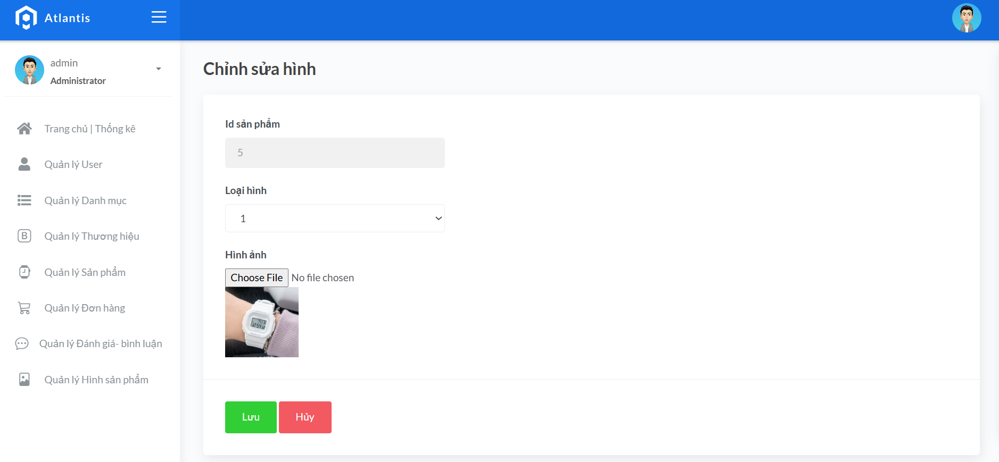 Atlantis
admin
Administrator
Trang chủ | Thống kê
Quản lý User
Quản lý Danh mục
B
Quản lý Thương hiệu
Quản lý Sản phẩm
Quản lý Đơn hàng
Quản lý Đánh giá- bình luận
Quản lý Hình sản phẩm
Chỉnh sửa hình
Id sản phẩm
5
Loại hình
1
Hình ảnh
Choose File No file chosen
Lưu Hủy